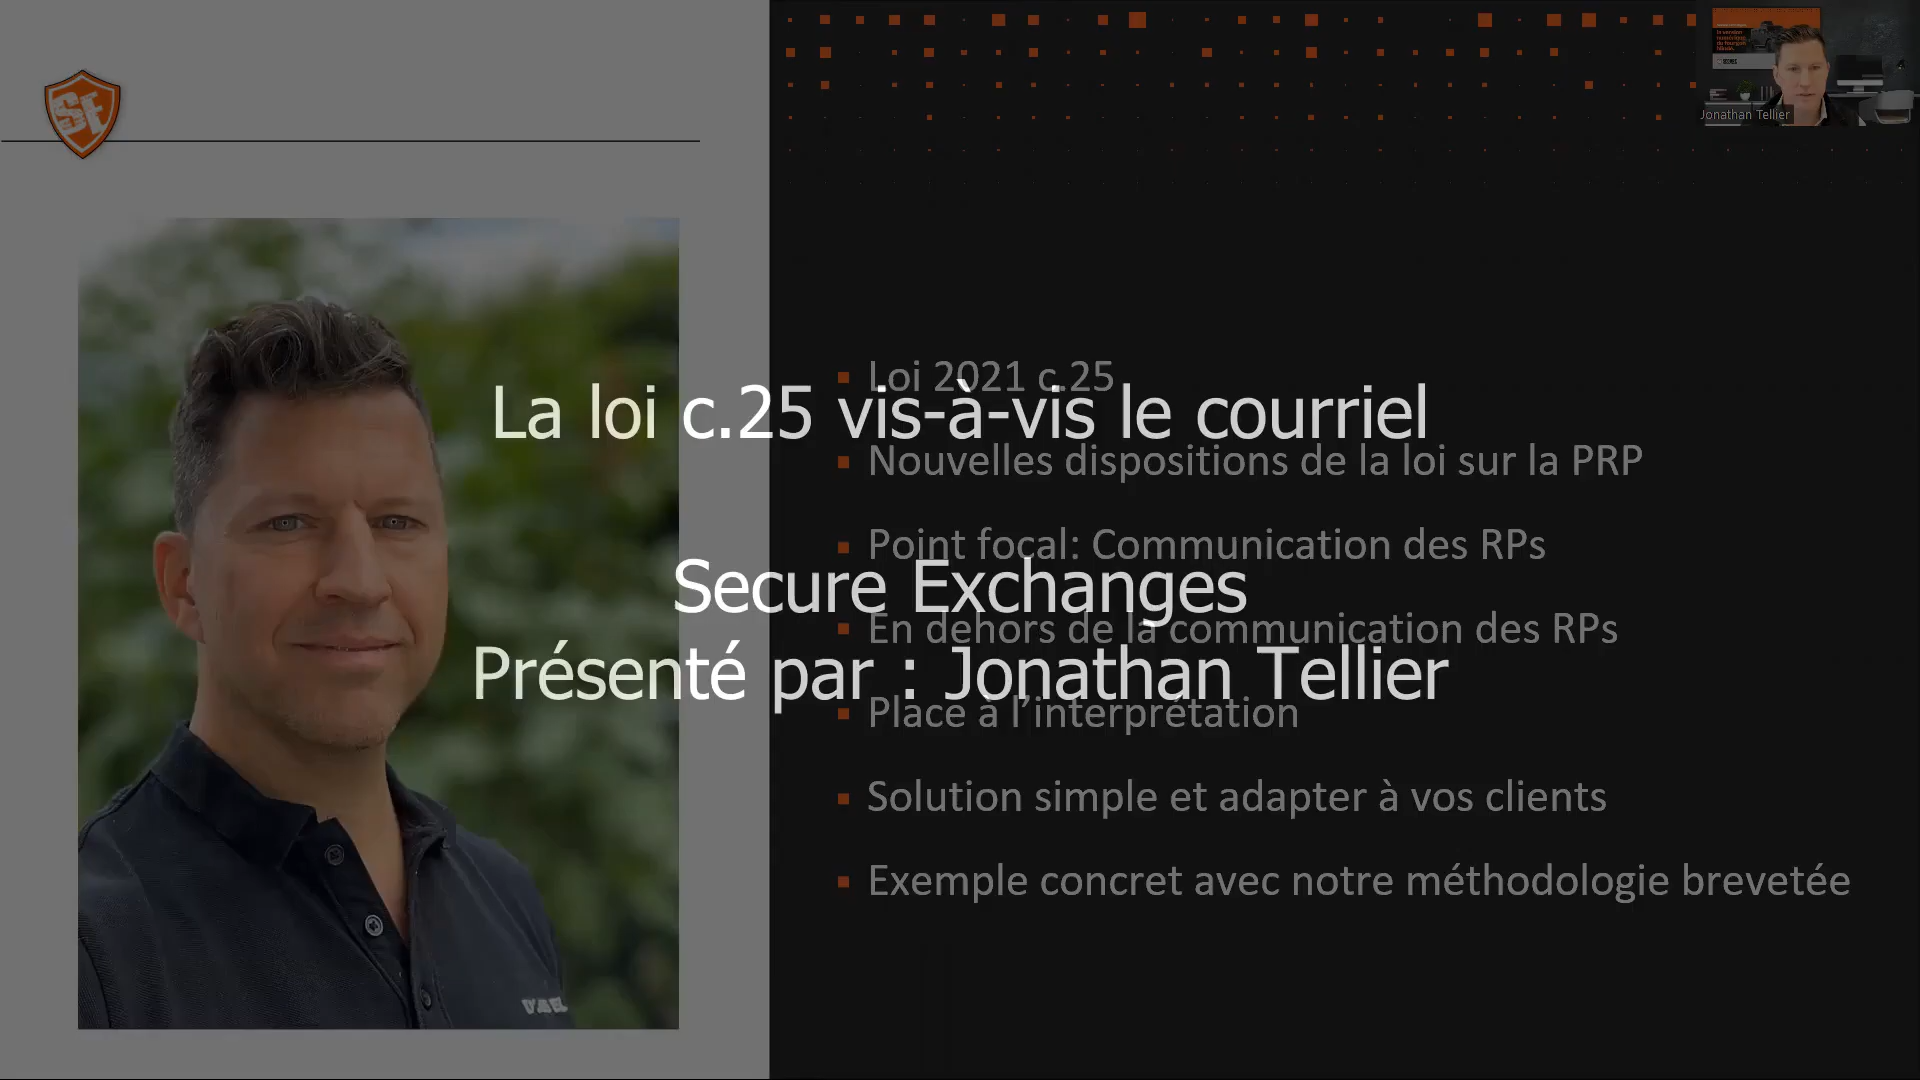 SE
Jonathan Tellier
La loi c.25 vis-à-vis le courriel
Secure Exchanges
Présenté par : Jonathan Tellier
Loi 2021 c.25
Nouvelles dispositions de la loi sur la PRP
Point focal: Communication des RPs
En dehors de la communication des RPs
Place à l'interprétation
Solution simple et adapter à vos clients
Exemple concret avec notre méthodologie brevetée